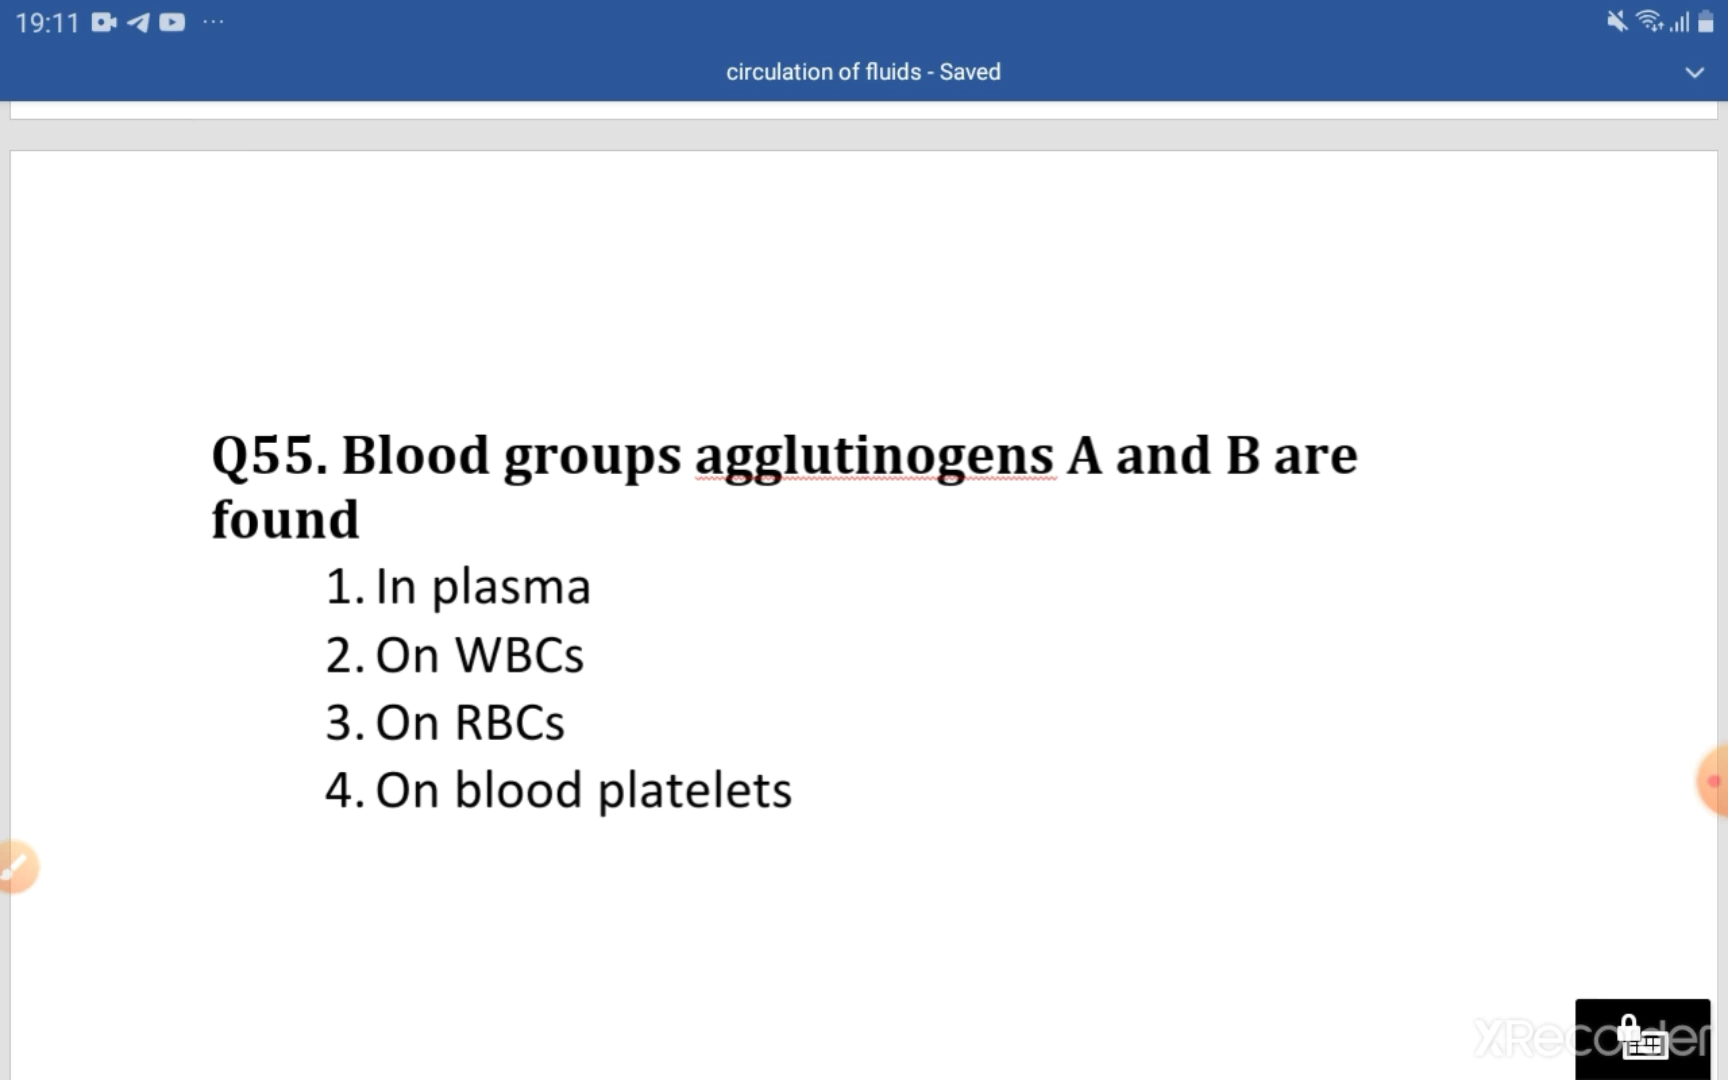 19:11 ...
circulation of fluids - Saved
Q55. Blood groups agglutinogens A and B are
found
1. In plasma
2. On WBCs
3. On RBCs
4. On blood platelets
XRecorder